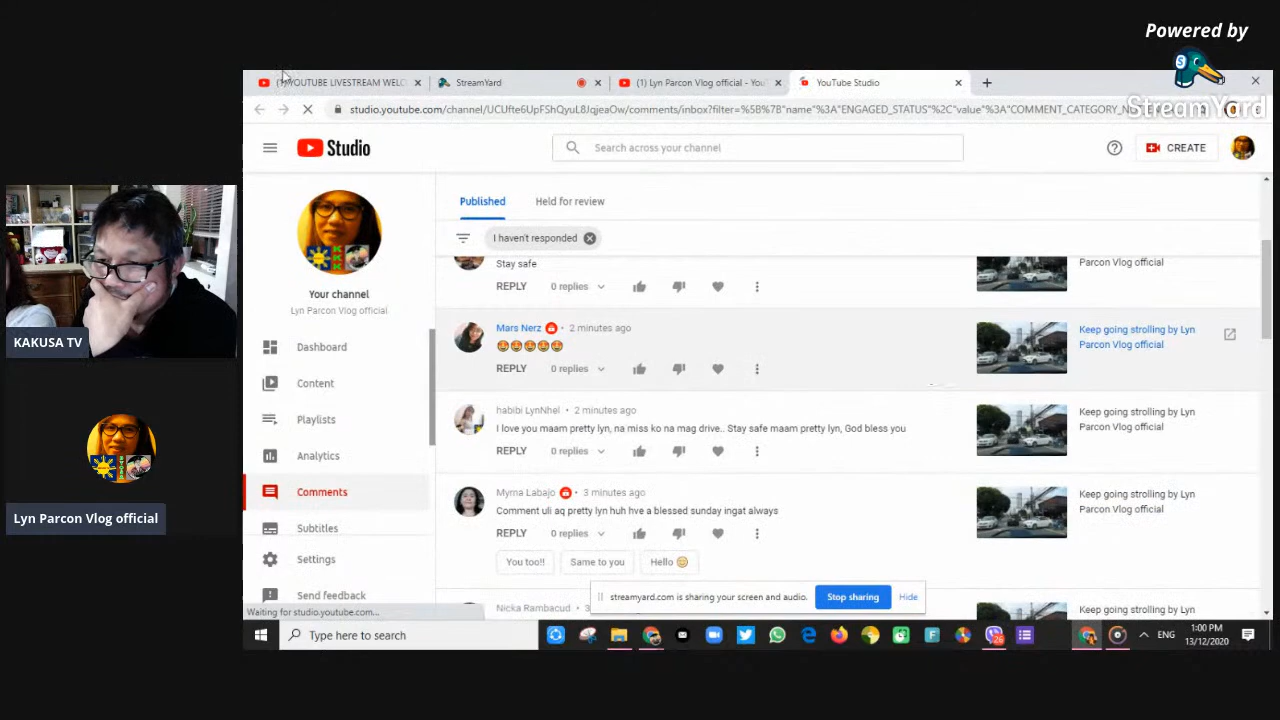 Powered by
StreamYard
(1) YOUTUBE LIVESTREAM WELC
StreamYard
(1) Lyn Parcon Vlog official - You
YouTube Studio
Studio
Search across your channel
CREATE
Published
Held for review
I haven't responded
Your channel
Lyn Parcon Vlog official
Dashboard
Content
Playlists
Analytics
Comments
Subtitles
Settings
Send feedback
Stay safe
Parcon Vlog official
REPLY 0 replies
Mars Nerz • 2 minutes ago
Keep going strolling by Lyn
Parcon Vlog official
REPLY 0 replies
habibi LynNhel • 2 minutes ago
I love you maam pretty lyn, na miss ko na mag drive.. Stay safe maam pretty lyn, God bless you
Keep going strolling by Lyn
Parcon Vlog official
REPLY 0 replies
Myrna Labajo • 3 minutes ago
Comment uli aq pretty lyn huh hve a blessed sunday ingat always
Keep going strolling by Lyn
Parcon Vlog official
REPLY 0 replies
You too!! Same to you Hello
Nicka Rambacud • 3
Keep going strolling by Lyn
Parcon Vlog official
streamyard.com is sharing your screen and audio. Stop sharing Hide
Waiting for studio.youtube.com...
Type here to search
26
ENG
1:00 PM
13/12/2020
KAKUSA TV
Lyn Parcon Vlog official